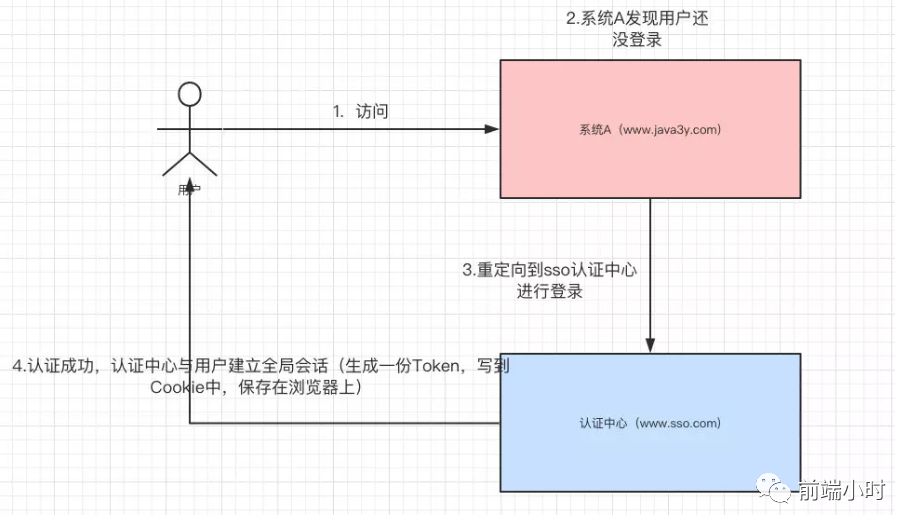 2.系统A发现用户还
没登录
1. 访问
系统A（www.java3y.com）
用户
3.重定向到sso认证中心
进行登录
4.认证成功，认证中心与用户建立全局会话（生成一份Token，写到
Cookie中，保存在浏览器上）
认证中心（www.sso.com）
前端小时